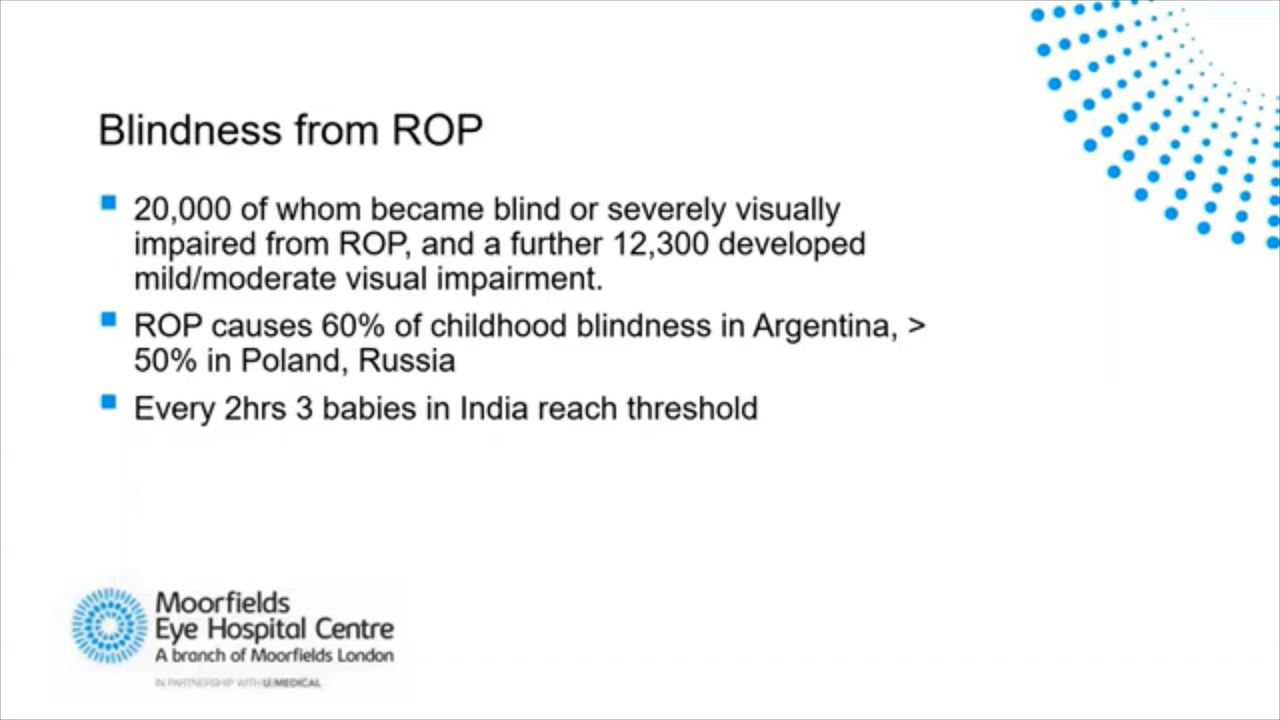 Blindness from ROP
20,000 of whom became blind or severely visually
impaired from ROP, and a further 12,300 developed
mild/moderate visual impairment.
ROP causes 60% of childhood blindness in Argentina, >
50% in Poland, Russia
Every 2hrs 3 babies in India reach threshold
Moorfields
Eye Hospital Centre
A branch of Moorfields London
IN PARTNERSHIP WITH MEDICAL